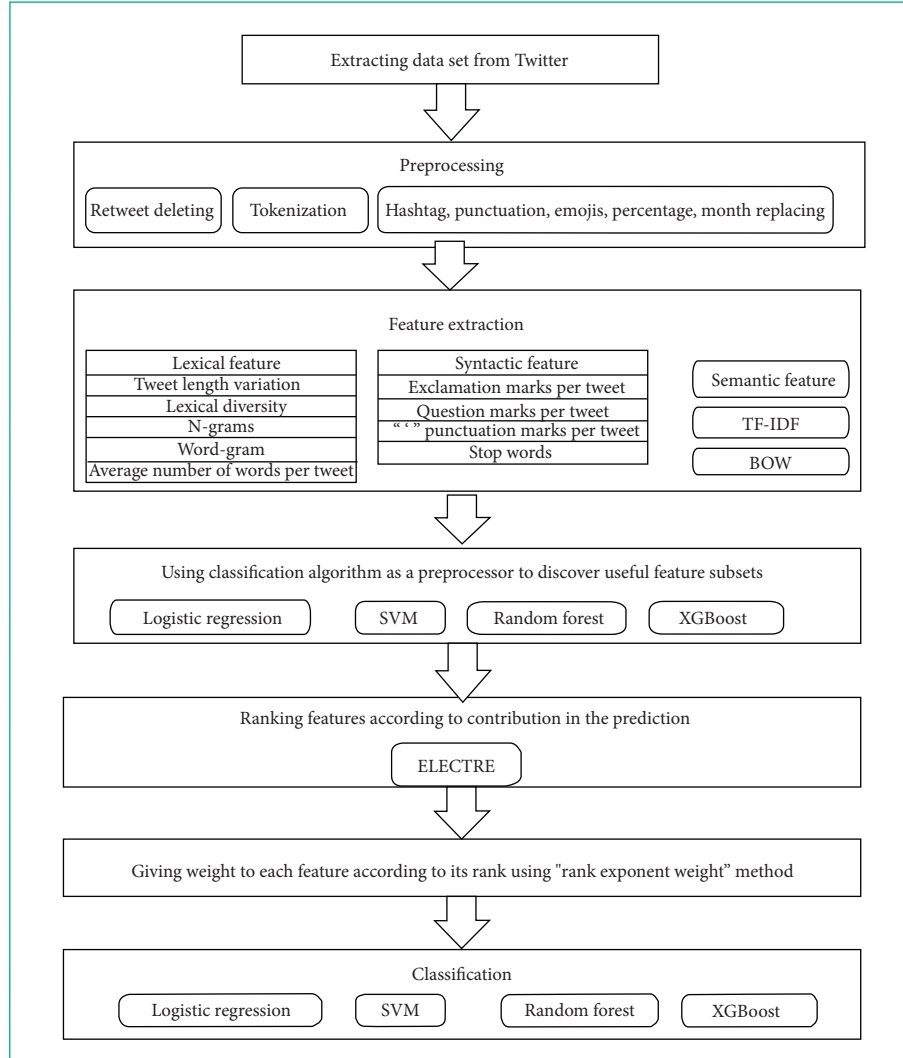 Extracting data set from Twitter
Preprocessing
Retweet deleting
Tokenization
Hashtag, punctuation, emojis, percentage, month replacing
Feature extraction
Lexical feature
Tweet length variation
Lexical diversity
N-grams
Word-gram
Average number of words per tweet
Syntactic feature
Exclamation marks per tweet
Question marks per tweet
“ ‘ ” punctuation marks per tweet
Stop words
Semantic feature
TF-IDF
BOW
Using classification algorithm as a preprocessor to discover useful feature subsets
Logistic regression
SVM
Random forest
XGBoost
Ranking features according to contribution in the prediction
ELECTRE
Giving weight to each feature according to its rank using "rank exponent weight” method
Classification
Logistic regression
SVM
Random forest
XGBoost